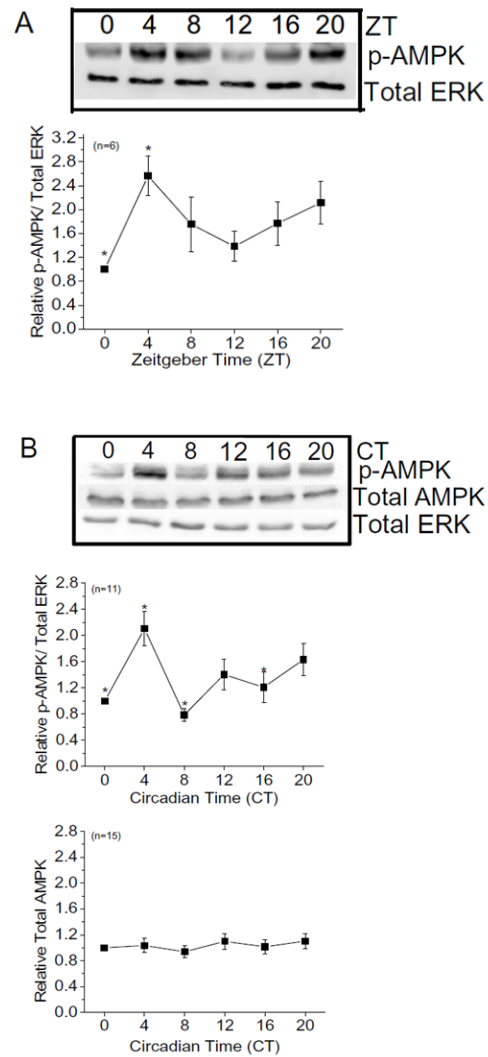 A
0 4 8 12 16 20 ZT
p-AMPK
Total ERK
Relative p-AMPK/ Total ERK
3.2
2.8
2.4
2.0
1.6
1.2
0.8
0.4
0.0
(n=6)
*
*
0 4 8 12 16 20
Zeitgeber Time (ZT)
B
0 4 8 12 16 20 CT
p-AMPK
Total AMPK
Total ERK
Relative p-AMPK/ Total ERK
2.8
2.4
2.0
1.6
1.2
0.8
0.4
0.0
(n=11)
*
*
*
*
0 4 8 12 16 20
Circadian Time (CT)
Relative Total AMPK
2.8
2.4
2.0
1.6
1.2
0.8
0.4
0.0
(n=15)
0 4 8 12 16 20
Circadian Time (CT)